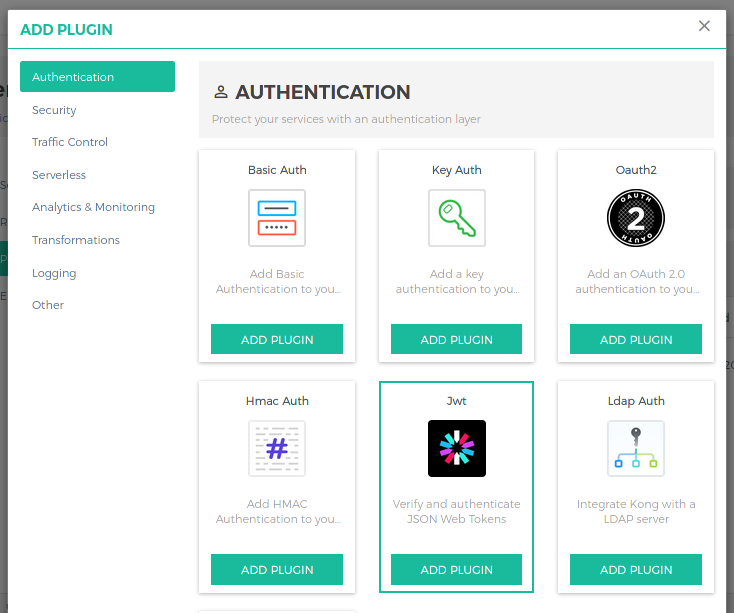 ADD PLUGIN
Authentication
Security
Traffic Control
Serverless
Analytics & Monitoring
Transformations
Logging
Other
AUTHENTICATION
Protect your services with an authentication layer
Basic Auth
Add Basic
Authentication to you...
ADD PLUGIN
Key Auth
Add a key
authentication to you...
ADD PLUGIN
Oauth2
OAUTH
2
OAUTH
Add an OAuth 2.0
authentication to you...
ADD PLUGIN
Hmac Auth
#
Add HMAC
Authentication to you...
ADD PLUGIN
Jwt
Verify and authenticate
JSON Web Tokens
ADD PLUGIN
Ldap Auth
Integrate Kong with a
LDAP server
ADD PLUGIN